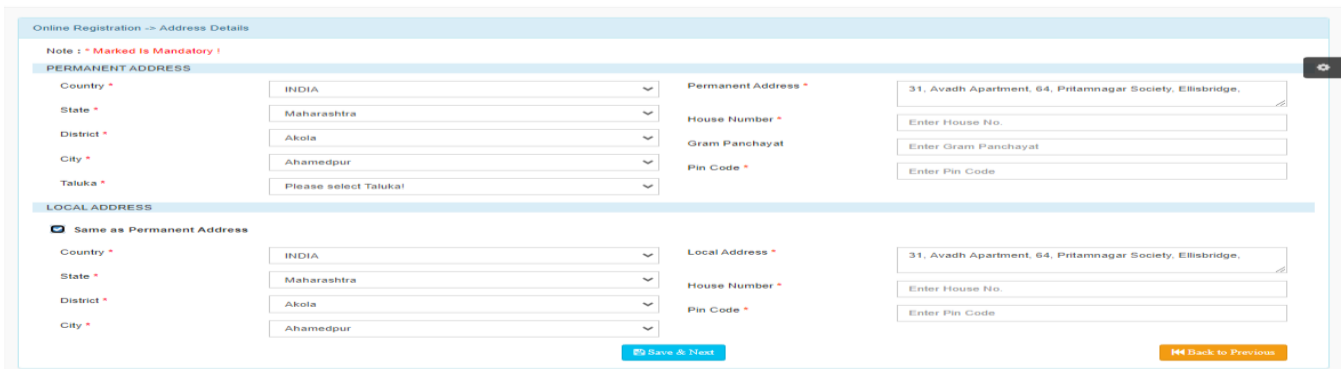 Online Registration -> Address Details
Note : * Marked Is Mandatory !
PERMANENT ADDRESS
Country *
INDIA
Permanent Address *
31, Avadh Apartment, 64, Pritamnagar Society, Ellisbridge,
State *
Maharashtra
House Number *
Enter House No.
District *
Akola
Gram Panchayat
Enter Gram Panchayat
City *
Ahamedpur
Pin Code *
Enter Pin Code
Taluka *
Please select Taluka!
LOCAL ADDRESS
Same as Permanent Address
Country *
INDIA
Local Address *
31, Avadh Apartment, 64, Pritamnagar Society, Ellisbridge,
State *
Maharashtra
House Number *
Enter House No.
District *
Akola
Pin Code *
Enter Pin Code
City *
Ahamedpur
Save & Next
Back to Previous